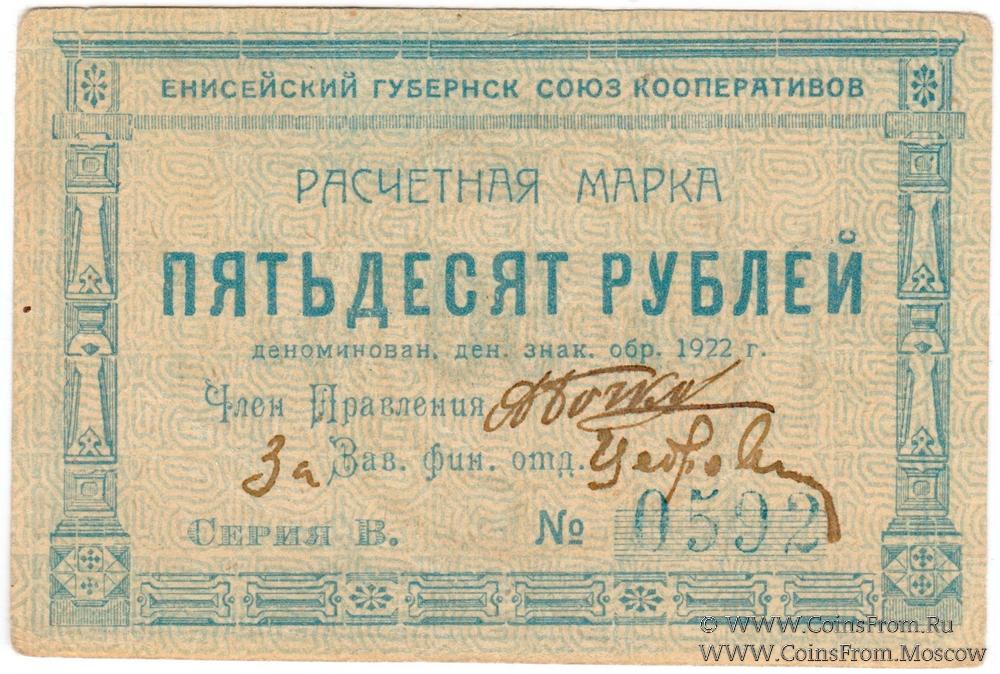 ЕНИСЕЙСКИЙ ГУБЕРНСК СОЮЗ КООПЕРАТИВОВ
РАСЧЕТНАЯ МАРКА
с
ПЯТЬДЕСЯТ РУБЛЕЙ
деноминован. ден. знак. обр. 1922 г.
Член Правления
За Зав. фин. отд.
СЕРИЯ В. № 0592
© WWW.CoinsFrom.Ru
WWW.CoinsFrom.Moscow